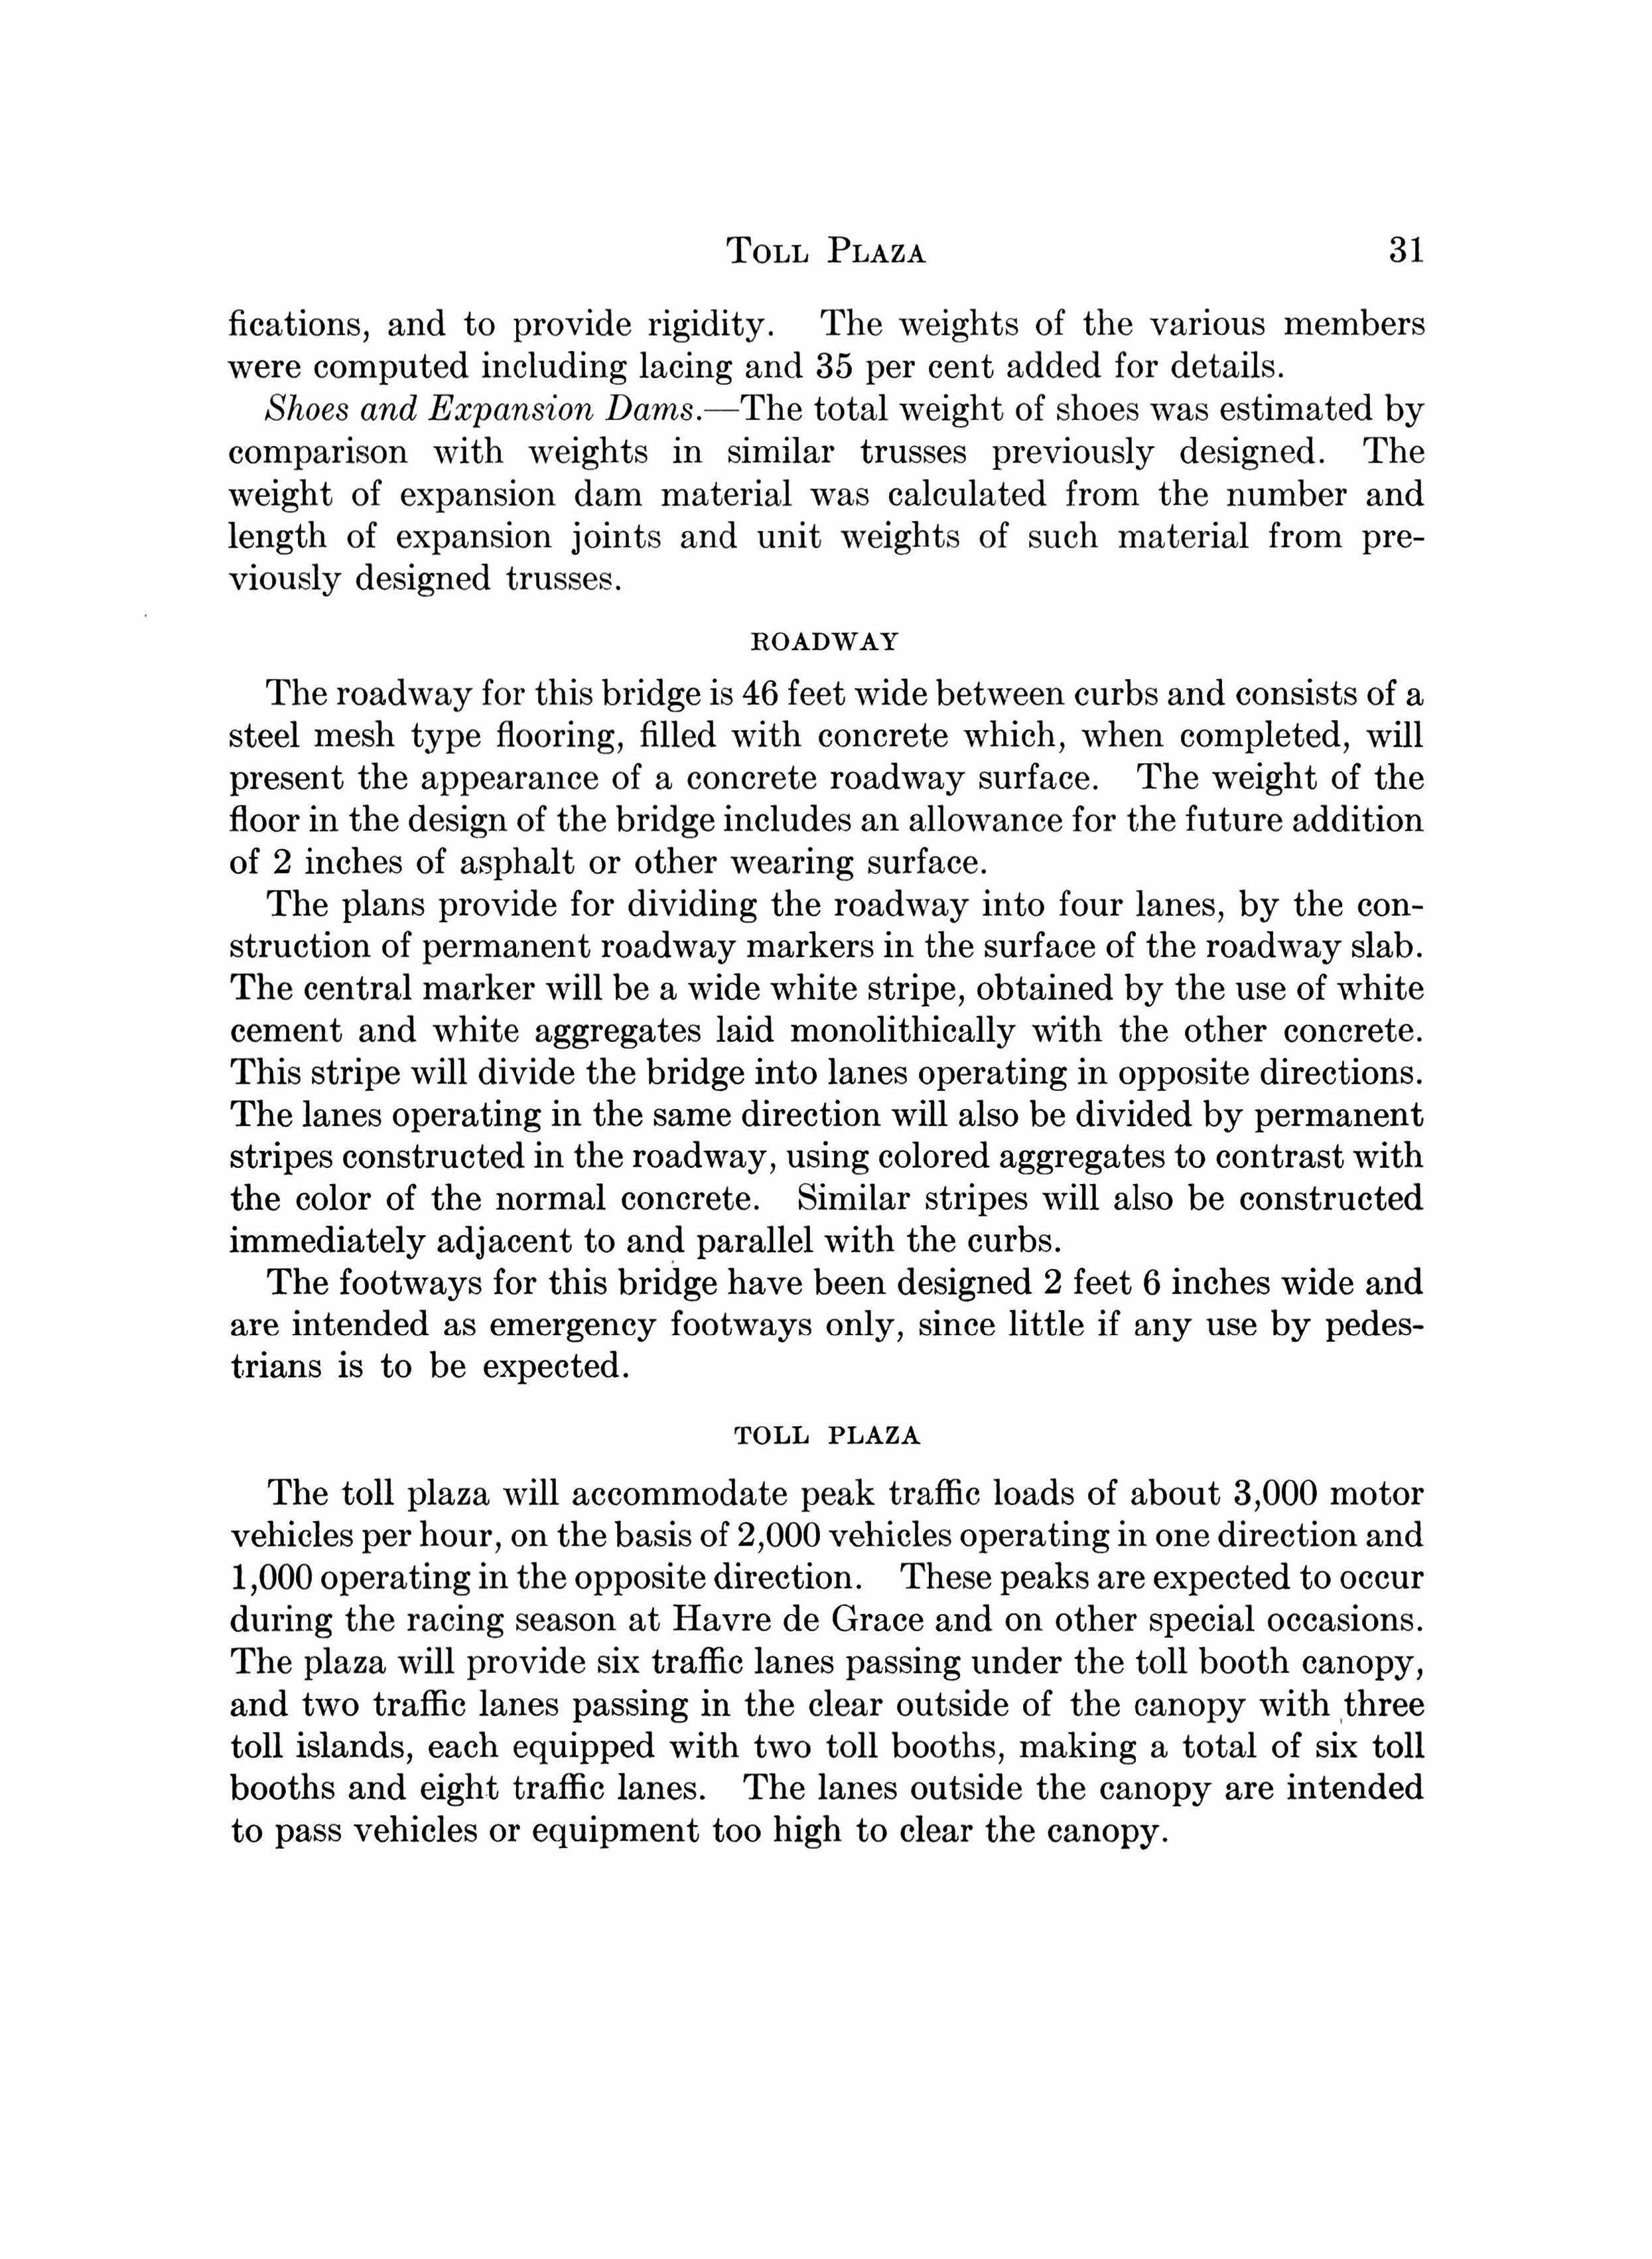 TOLL PLAZA 31
fications, and to provide rigidity. The weights of the various members
were computed including lacing and 35 per cent added for details.
Shoes and Expansion Dams.—The total weight of shoes was estimated by
comparison with weights in similar trusses previously designed. The
weight of expansion dam material was calculated from the number and
length of expansion joints and unit weights of such material from pre-
viously designed trusses.
ROADWAY
The roadway for this bridge is 46 feet wide between curbs and consists of a
steel mesh type flooring, filled with concrete which, when completed, will
present the appearance of a concrete roadway surface. The weight of the
floor in the design of the bridge includes an allowance for the future addition
of 2 inches of asphalt or other wearing surface.
The plans provide for dividing the roadway into four lanes, by the con-
struction of permanent roadway markers in the surface of the roadway slab.
The central marker will be a wide white stripe, obtained by the use of white
cement and white aggregates laid monolithically with the other concrete.
This stripe will divide the bridge into lanes operating in opposite directions.
The lanes operating in the same direction will also be divided by permanent
stripes constructed in the roadway, using colored aggregates to contrast with
the color of the normal concrete. Similar stripes will also be constructed
immediately adjacent to and parallel with the curbs.
The footways for this bridge have been designed 2 feet 6 inches wide and
are intended as emergency footways only, since little if any use by pedes-
trians is to be expected.
TOLL PLAZA
The toll plaza will accommodate peak traffic loads of about 3,000 motor
vehicles per hour, on the basis of 2,000 vehicles operating in one direction and
1,000 operating in the opposite direction. These peaks are expected to occur
during the racing season at Havre de Grace and on other special occasions.
The plaza will provide six traffic lanes passing under the toll booth canopy,
and two traffic lanes passing in the clear outside of the canopy with three
toll islands, each equipped with two toll booths, making a total of six toll
booths and eight traffic lanes. The lanes outside the canopy are intended
to pass vehicles or equipment too high to clear the canopy.